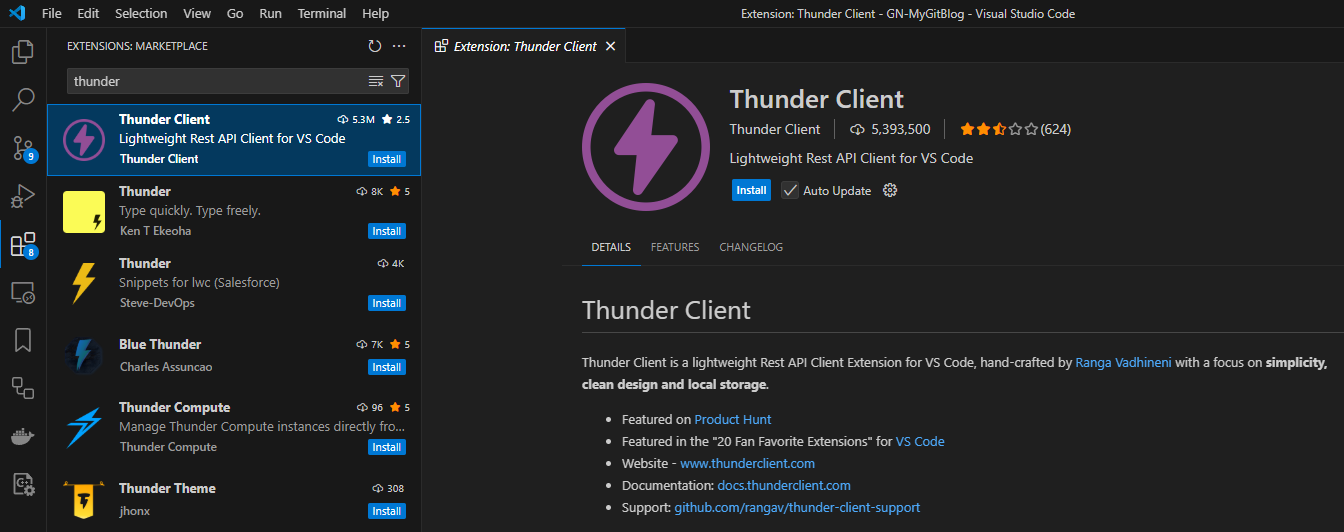 File Edit Selection View Go Run Terminal Help
Extension: Thunder Client - GN-MyGitBlog - Visual Studio Code
EXTENSIONS: MARKETPLACE
thunder
Thunder Client 5.3M 2.5
Lightweight Rest API Client for VS Code
Thunder Client Install
Thunder 8K 5
Type quickly. Type freely.
Ken T Ekeoha Install
Thunder 4K
Snippets for lwc (Salesforce)
Steve-DevOps Install
Blue Thunder 7K 5
Charles Assuncao Install
Thunder Compute 96 5
Manage Thunder Compute instances directly fro...
Thunder Compute Install
Thunder Theme 308
jhonx Install
9
8
Extension: Thunder Client
Thunder Client
Thunder Client 5,393,500 (624)
Lightweight Rest API Client for VS Code
Install Auto Update
DETAILS FEATURES CHANGELOG
Thunder Client
Thunder Client is a lightweight Rest API Client Extension for VS Code, hand-crafted by Ranga Vadhineni with a focus on simplicity,
clean design and local storage.
• Featured on Product Hunt
• Featured in the "20 Fan Favorite Extensions" for VS Code
• Website - www.thunderclient.com
• Documentation: docs.thunderclient.com
• Support: github.com/rangav/thunder-client-support